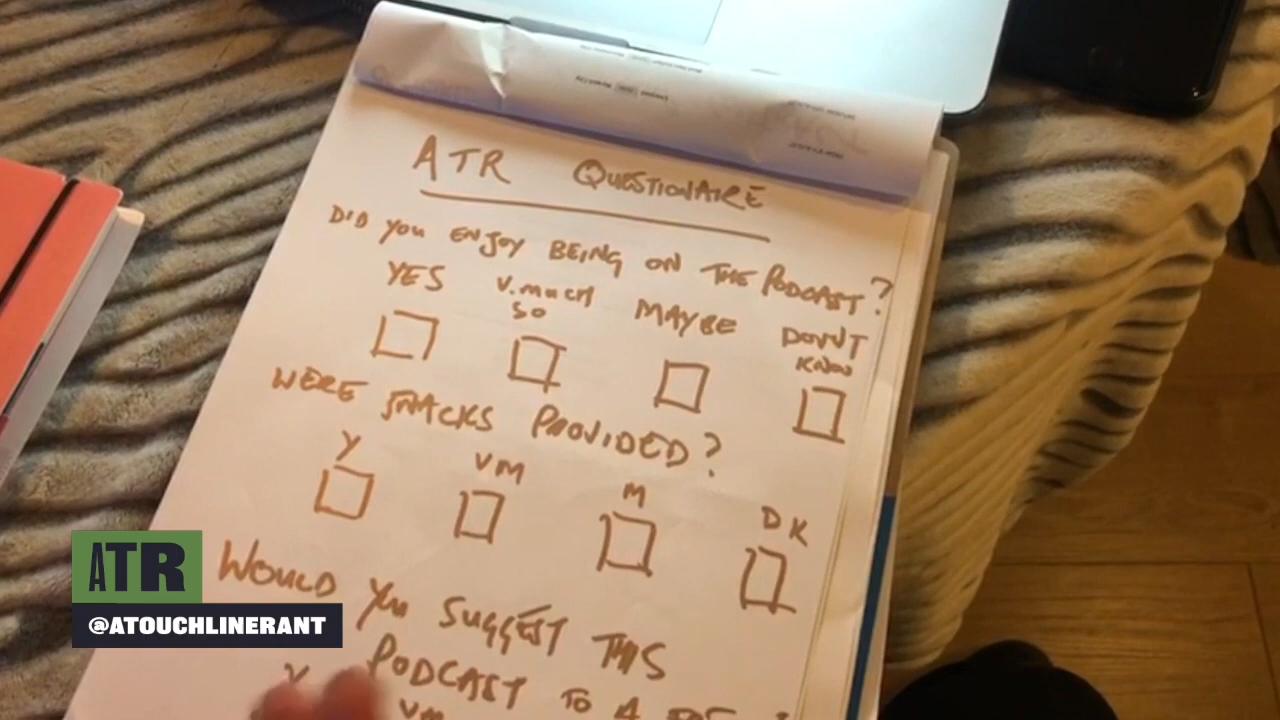 ATR QUESTIONAIRE
DID YOU ENJOY BEING ON THE PODCAST?
YES V. MUCH SO MAYBE DON'T KNOW
WERE SNACKS PROVIDED?
Y VM M DK
WOULD YOU SUGGEST THIS
PODCAST TO A
Y VM
ATR
@ATOUCHLINERANT